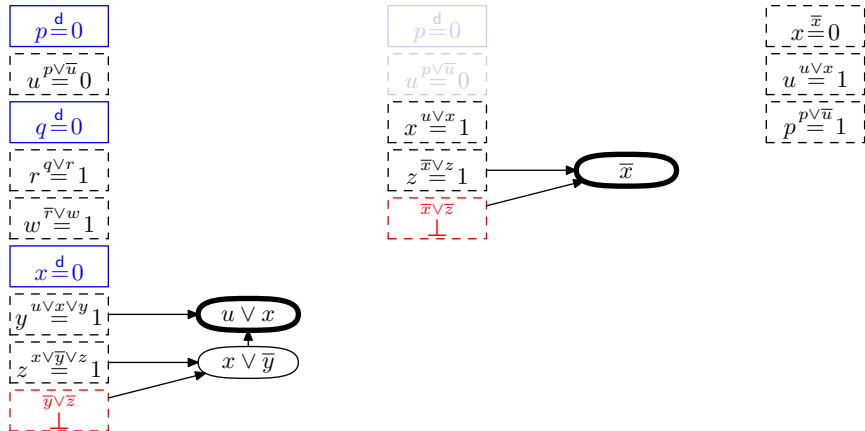 p =ᵈ 0
u =^{p∨u̅} 0
q =ᵈ 0
r =^{q∨r} 1
w =^{r̅∨w} 1
x =ᵈ 0
y =^{u∨x∨y} 1
u ∨ x
z =^{x∨y̅∨z} 1
x ∨ y̅
y̅∨z̅
⊥
p =ᵈ 0
u =^{p∨u̅} 0
x =^{u∨x} 1
z =^{x̅∨z} 1
x̅
x̅∨z̅
⊥
x =^{x̅} 0
u =^{u∨x} 1
p =^{p∨u̅} 1